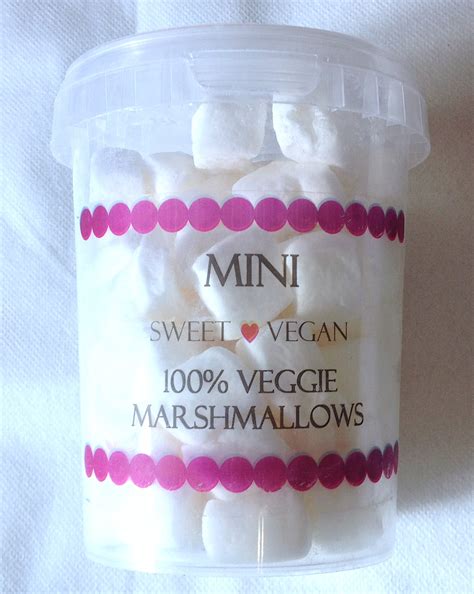 MINI
SWEET ❤ VEGAN
100% VEGGIE
MARSHMALLOWS